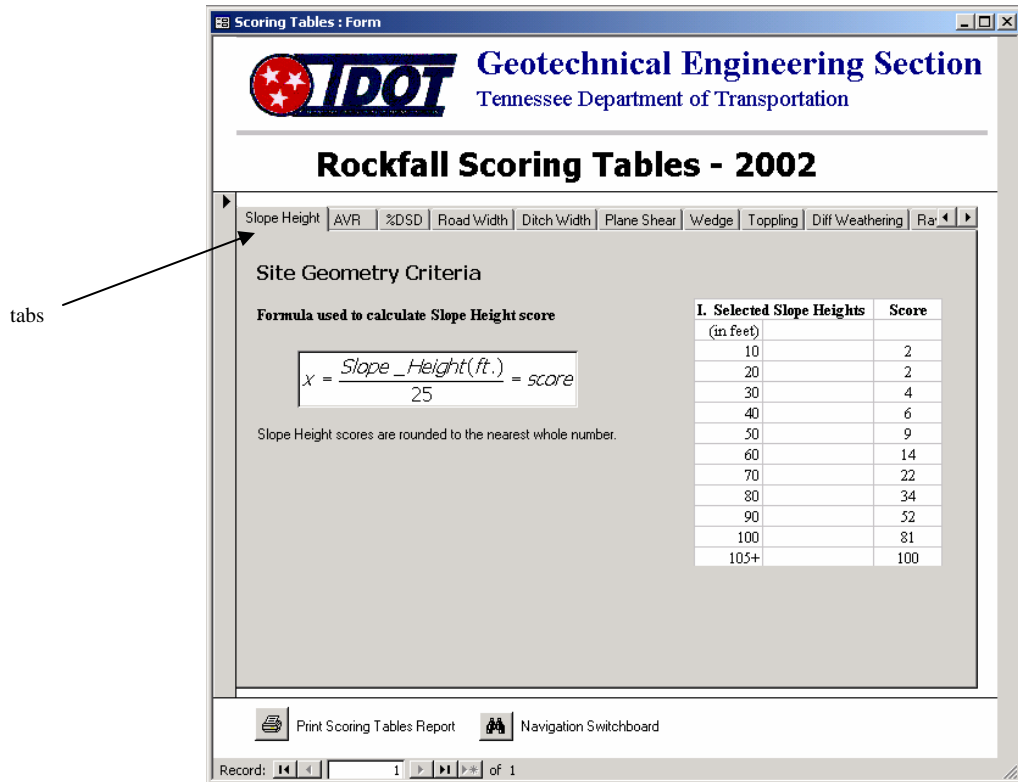 Scoring Tables : Form
TDOT
Geotechnical Engineering Section
Tennessee Department of Transportation
Rockfall Scoring Tables - 2002
Slope Height AVR %DSD Road Width Ditch Width Plane Shear Wedge Toppling Diff Weathering Ra
tabs
Site Geometry Criteria
Formula used to calculate Slope Height score
x = Slope _Height(ft.) / 25 = score
Slope Height scores are rounded to the nearest whole number.
I. Selected Slope Heights Score
(in feet)
10 2
20 2
30 4
40 6
50 9
60 14
70 22
80 34
90 52
100 81
105+ 100
Print Scoring Tables Report Navigation Switchboard
Record: 1 of 1